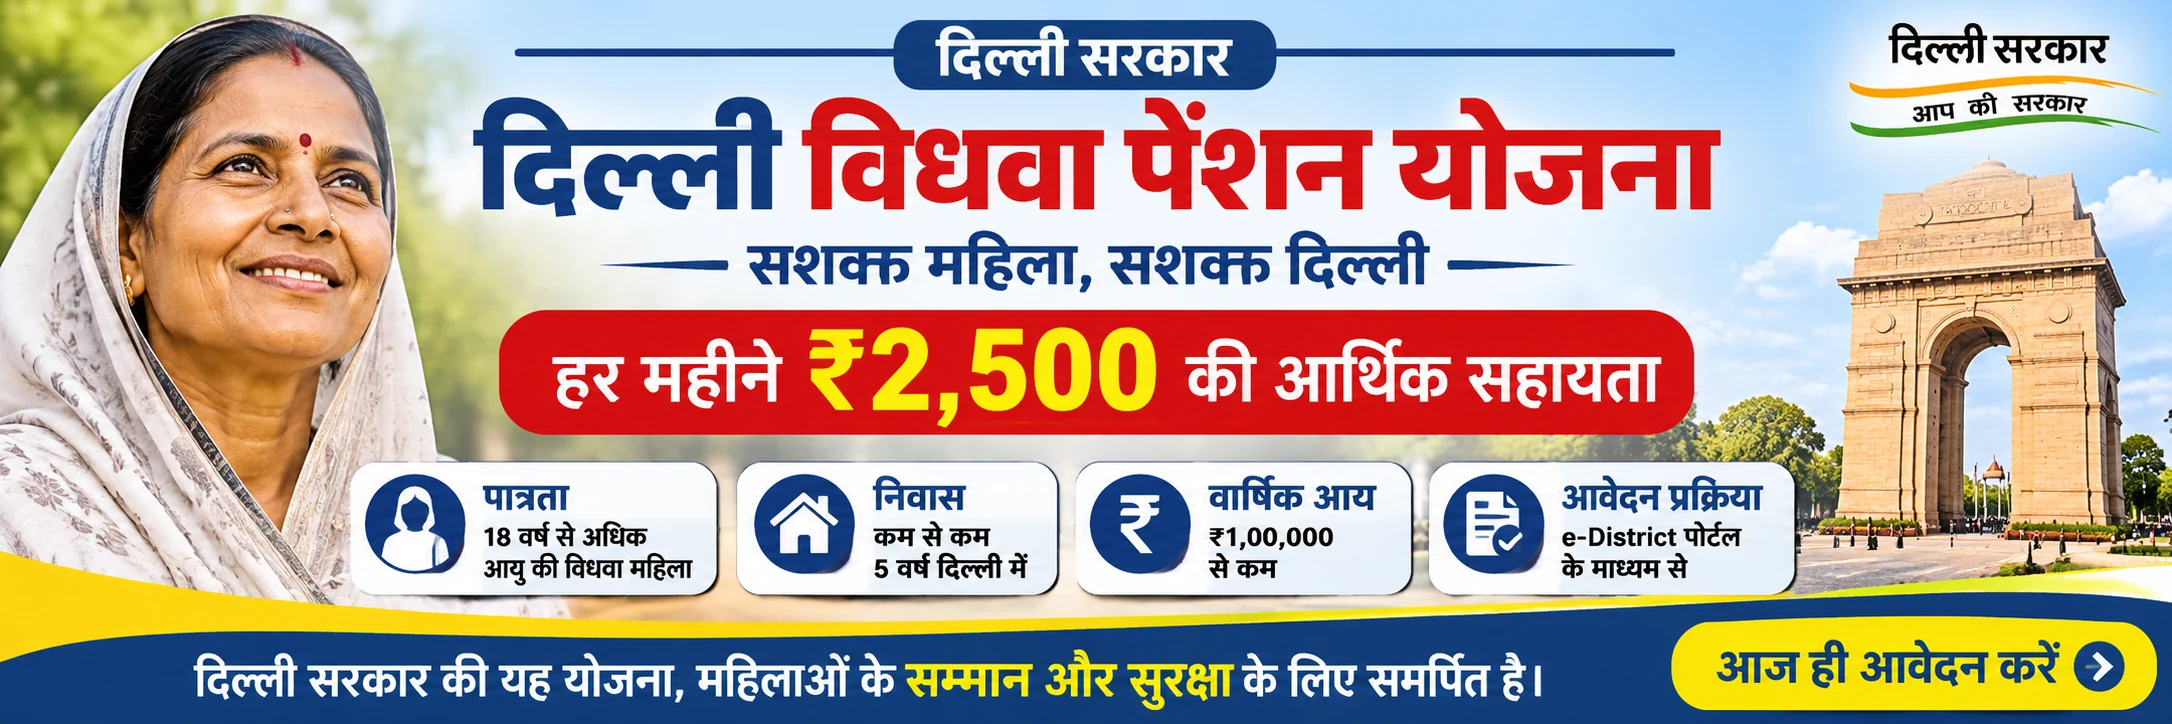 दिल्ली सरकार
दिल्ली सरकार
आप की सरकार
दिल्ली विधवा पेंशन योजना
सशक्त महिला, सशक्त दिल्ली
हर महीने ₹2,500 की आर्थिक सहायता
पात्रता
18 वर्ष से अधिक
आयु की विधवा महिला
निवास
कम से कम
5 वर्ष दिल्ली में
वार्षिक आय
₹1,00,000
से कम
आवेदन प्रक्रिया
e-District पोर्टल
के माध्यम से
दिल्ली सरकार की यह योजना, महिलाओं के सम्मान और सुरक्षा के लिए समर्पित है।
आज ही आवेदन करें